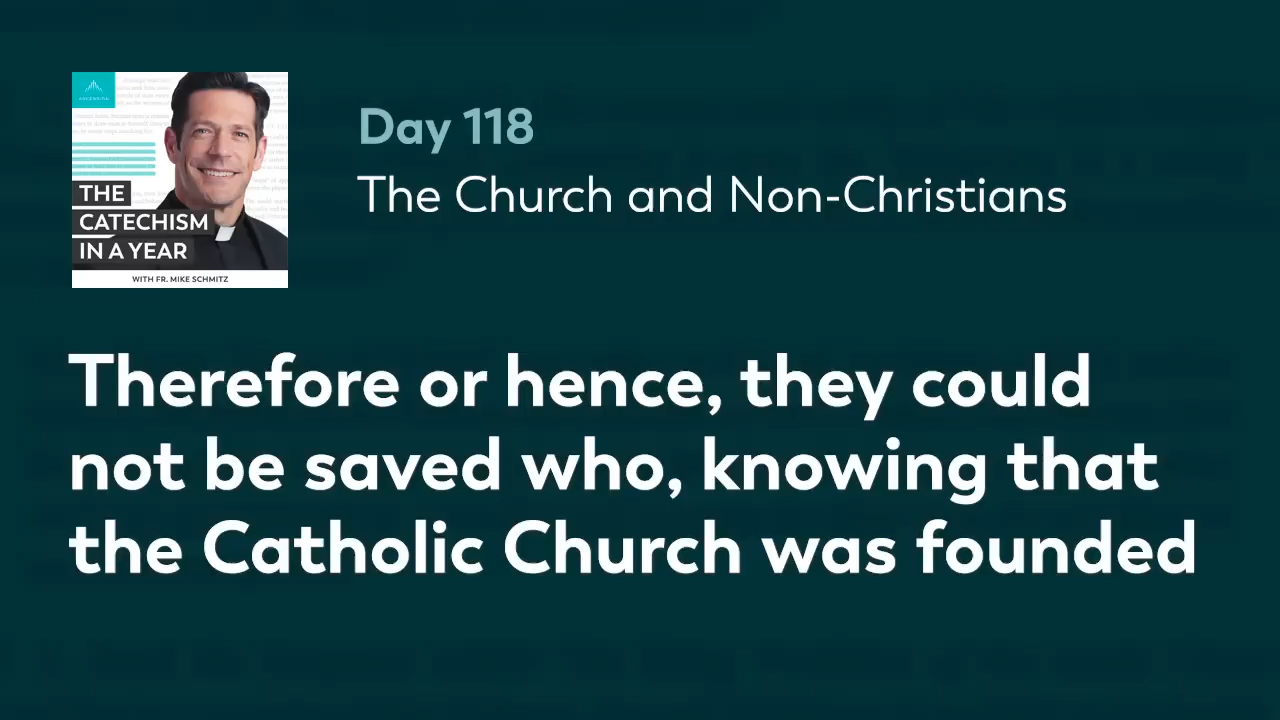 ASCENSION
THE
CATECHISM
IN A YEAR
WITH FR. MIKE SCHMITZ
Day 118
The Church and Non-Christians
Therefore or hence, they could
not be saved who, knowing that
the Catholic Church was founded